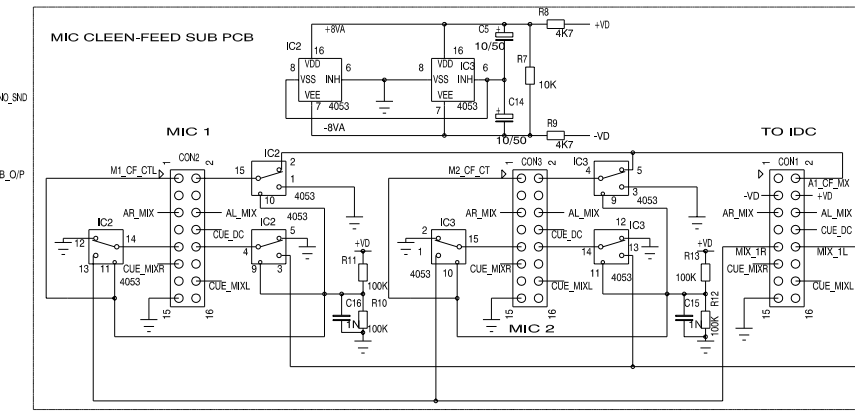 MIC CLEEN-FEED SUB PCB
NO_SND
B_O/P
+8VA
IC2
16
VDD
8 VSS INH 6
VEE
7 4053
-8VA
16
VDD IC3
8 VSS INH 6
VEE
7 4053
C5
+
10/50
R8
4K7
+VD
R7
10K
+
C14
10/50
R9
4K7
-VD
MIC 1
1 CON2 2
M1_CF_CTL
AR_MIX
AL_MIX
CUE_DC
CUE_MIXR
CUE_MIXL
15
16
IC2
2
15
1
10 4053
4053
IC2
5
4
9 3
4053
IC2
12
14
13 11
4053
+VD
R11
100K
C16
1N
R10
100K
M2_CF_CT
1 CON3 2
AR_MIX
AL_MIX
CUE_DC
CUE_MIXR
CUE_MIXL
15
16
MIC 2
IC3
2
15
1
4053 10
IC3
5
4
3
9 4053
12
IC3
14
13
11 4053
+VD
R13
100K
C15
1N
R12
100K
TO IDC
1 CON1 2
A1_CF_MX
-VD
+VD
AR_MIX
AL_MIX
CUE_DC
MIX_1R
MIX_1L
CUE_MIXR
CUE_MIXL
15
16